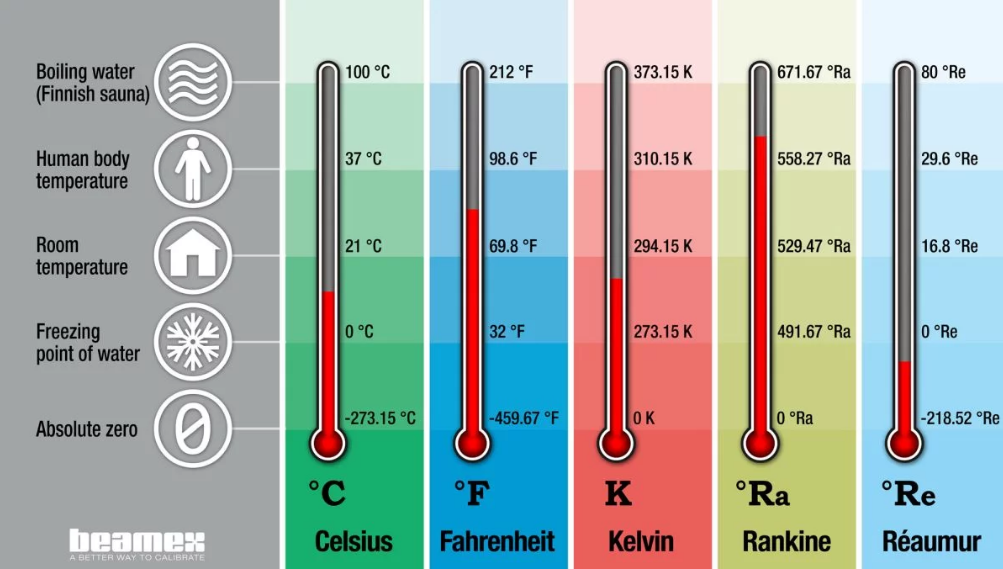 Boiling water
(Finnish sauna)
100 °C
212 °F
373.15 K
671.67 °Ra
80 °Re
Human body
temperature
37 °C
98.6 °F
310.15 K
558.27 °Ra
29.6 °Re
Room
temperature
21 °C
69.8 °F
294.15 K
529.47 °Ra
16.8 °Re
Freezing
point of water
0 °C
32 °F
273.15 K
491.67 °Ra
0 °Re
Absolute zero
0
-273.15 °C
-459.67 °F
0 K
0 °Ra
-218.52 °Re
°C
°F
K
°Ra
°Re
Celsius
Fahrenheit
Kelvin
Rankine
Réaumur
beamex
A BETTER WAY TO CALIBRATE